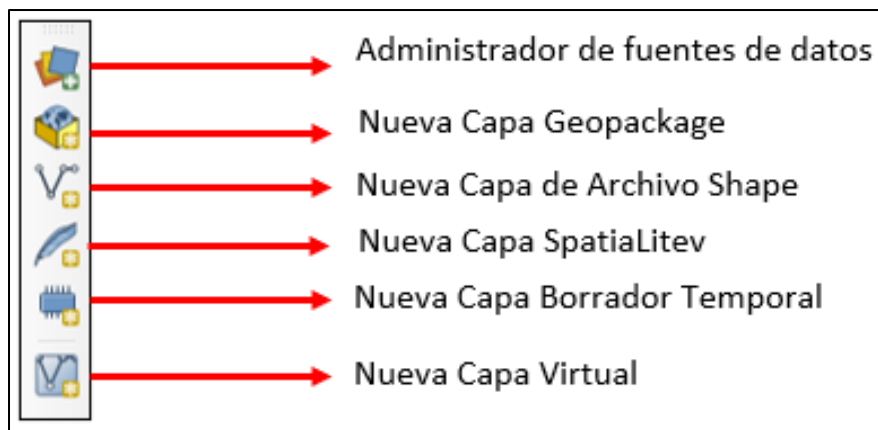 Administrador de fuentes de datos
Nueva Capa Geopackage
Nueva Capa de Archivo Shape
Nueva Capa SpatiaLitev
Nueva Capa Borrador Temporal
Nueva Capa Virtual